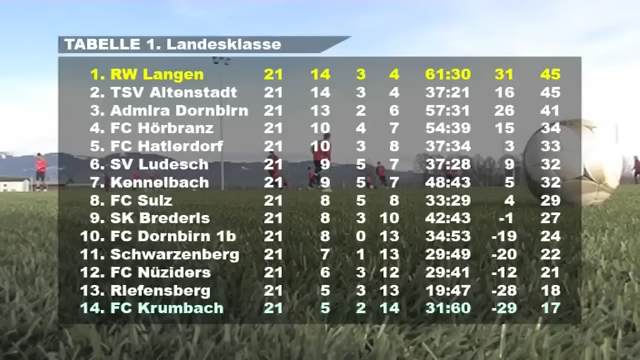 TABELLE 1. Landesklasse
1. RW Langen 21 14 3 4 61:30 31 45
2. TSV Altenstadt 21 14 3 4 37:21 16 45
3. Admira Dornbirn 21 13 2 6 57:31 26 41
4. FC Hörbranz 21 10 4 7 54:39 15 34
5. FC Hatlerdorf 21 10 3 8 37:34 3 33
6. SV Ludesch 21 9 5 7 37:28 9 32
7. Kennelbach 21 9 5 7 48:43 5 32
8. FC Sulz 21 8 5 8 33:29 4 29
9. SK Brederis 21 8 3 10 42:43 -1 27
10. FC Dornbirn 1b 21 8 0 13 34:53 -19 24
11. Schwarzenberg 21 7 1 13 29:49 -20 22
12. FC Nüziders 21 6 3 12 29:41 -12 21
13. Riefensberg 21 5 3 13 19:47 -28 18
14. FC Krumbach 21 5 2 14 31:60 -29 17